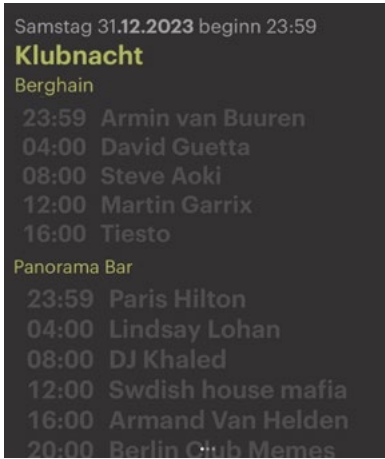 Samstag 31.12.2023 beginn 23:59
Klubnacht
Berghain
23:59 Armin van Buuren
04:00 David Guetta
08:00 Steve Aoki
12:00 Martin Garrix
16:00 Tiesto
Panorama Bar
23:59 Paris Hilton
04:00 Lindsay Lohan
08:00 DJ Khaled
12:00 Swdish house mafia
16:00 Armand Van Helden
20:00 Berlin Club Memes